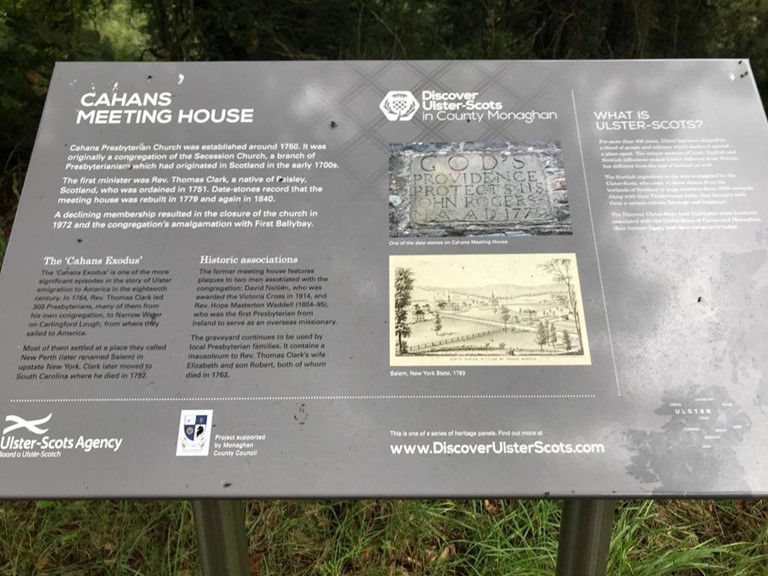 CAHANS
MEETING HOUSE
Cahans Presbyterian Church was established around 1750. It was
originally a congregation of the Secession Church, a branch of
Presbyterianism which had originated in Scotland in the early 1700s.
The first minister was Rev. Thomas Clark, a native of Paisley,
Scotland, who was ordained in 1751. Date-stones record that the
meeting house was rebuilt in 1779 and again in 1840.
A declining membership resulted in the closure of the church in
1972 and the congregation's amalgamation with First Ballybay.
The 'Cahans Exodus'
The 'Cahans Exodus' is one of the more
significant episodes in the story of Ulster
emigration to America in the eighteenth
century. In 1764, Rev. Thomas Clark led
300 Presbyterians, many of them from
his own congregation, to Narrow Water
on Carlingford Lough, from where they
sailed to America.
Most of them settled at a place they called
New Perth (later renamed Salem) in
upstate New York. Clark later moved to
South Carolina where he died in 1792.
Historic associations
The former meeting house features
plaques to two men associated with the
congregation: David Nelson, who was
awarded the Victoria Cross in 1914, and
Rev. Hope Masterton Waddell (1804-95),
who was the first Presbyterian from
Ireland to serve as an overseas missionary.
The graveyard continues to be used by
local Presbyterian families. It contains a
mausoleum to Rev. Thomas Clark's wife
Elizabeth and son Robert, both of whom
died in 1762.
Discover
Ulster-Scots
in County Monaghan
GOD'S
PROVIDENCE
PROTECTS US
JOHN ROGERS
A A D 1779
One of the date-stones on Cahans Meeting House
Salem, New York State, 1793
WHAT IS
ULSTER-SCOTS?
ULSTER
Ulster-Scots Agency
Project supported
by Monaghan
County Council
This is one of a series of heritage panels. Find out more at
www.DiscoverUlsterScots.com